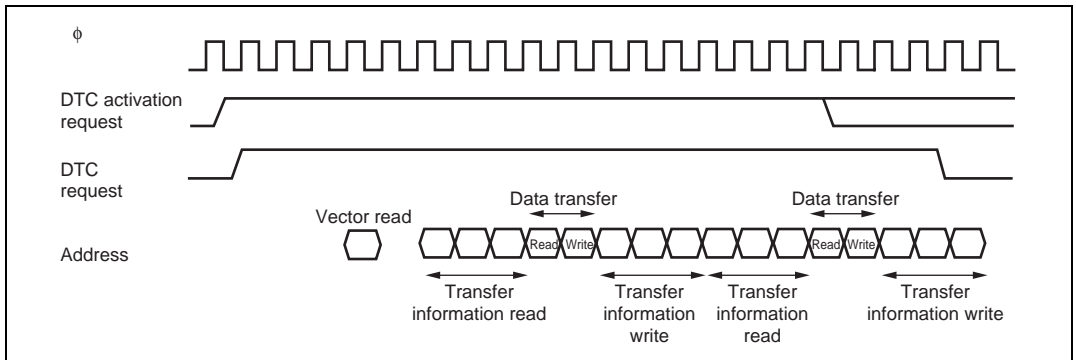 ϕ
DTC activation
request
DTC
request
Data transfer
Data transfer
Vector read
Address
Read Write
Read Write
Transfer
information read
Transfer
information
write
Transfer
information
read
Transfer
information write